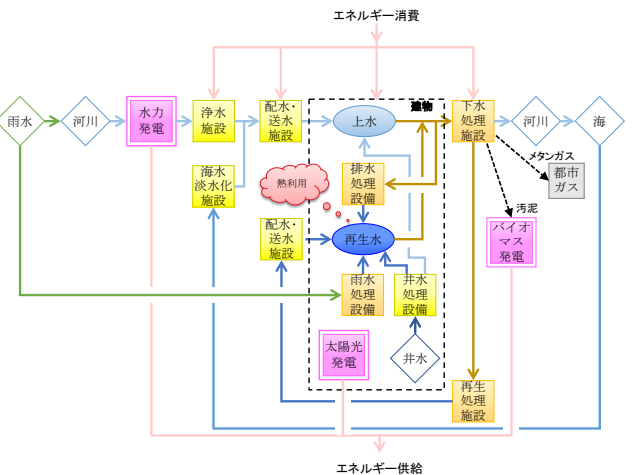 エネルギー消費
建物
雨水
河川
水力
発電
浄水
施設
配水・
送水
施設
上水
下水
処理
施設
河川
海
メタンガス
都市
ガス
海水
淡水化
施設
熱利用
排水
処理
設備
汚泥
バイオ
マス
発電
配水・
送水
施設
再生水
雨水
処理
設備
井水
処理
設備
太陽光
発電
井水
再生
処理
施設
エネルギー供給